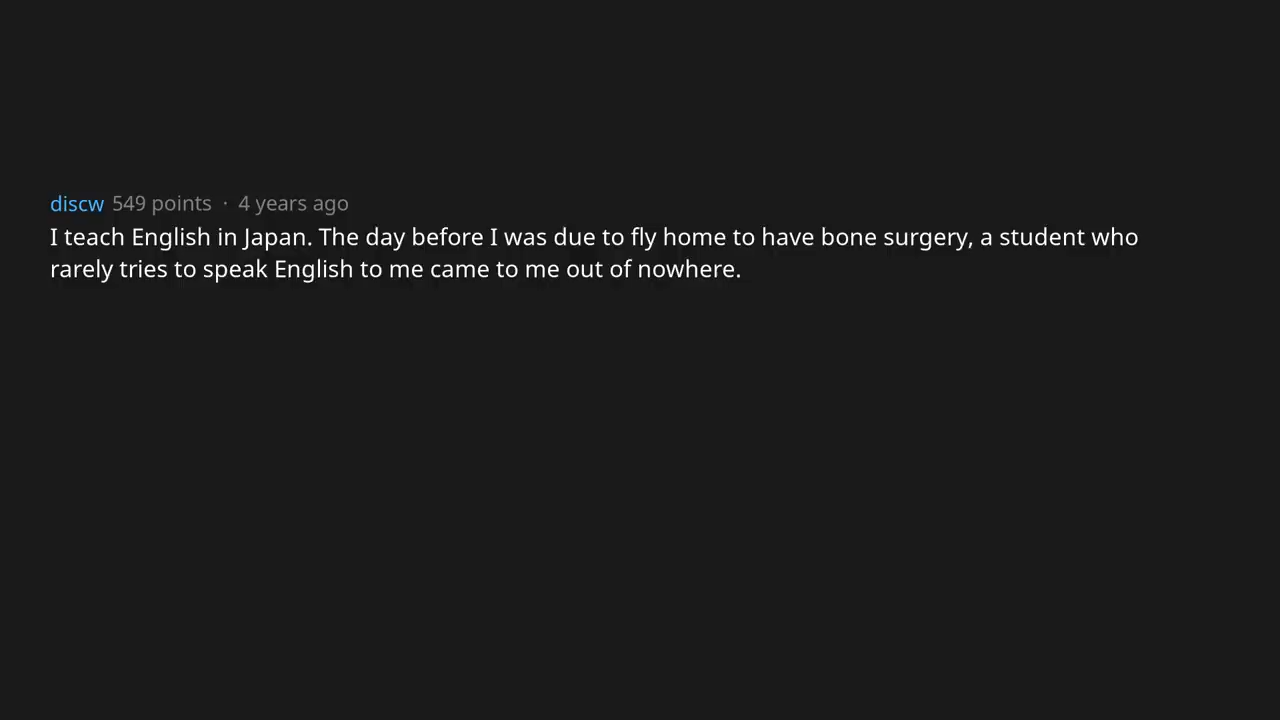 discw 549 points · 4 years ago
I teach English in Japan. The day before I was due to fly home to have bone surgery, a student who
rarely tries to speak English to me came to me out of nowhere.